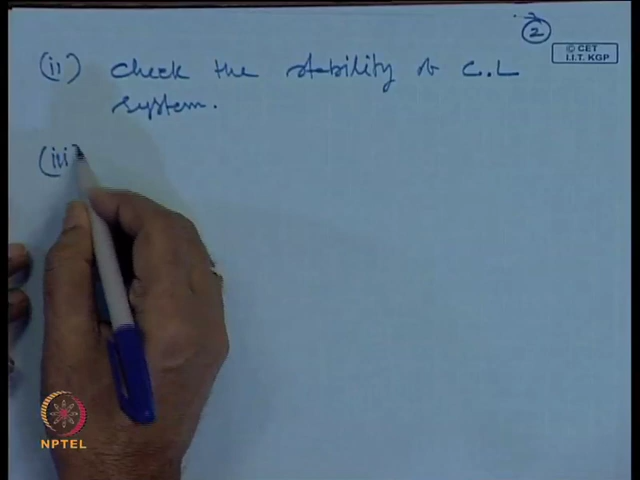 2
© CET
I.I.T. KGP
(ii) check the stability of C.L
system.
(iii)
NPTEL